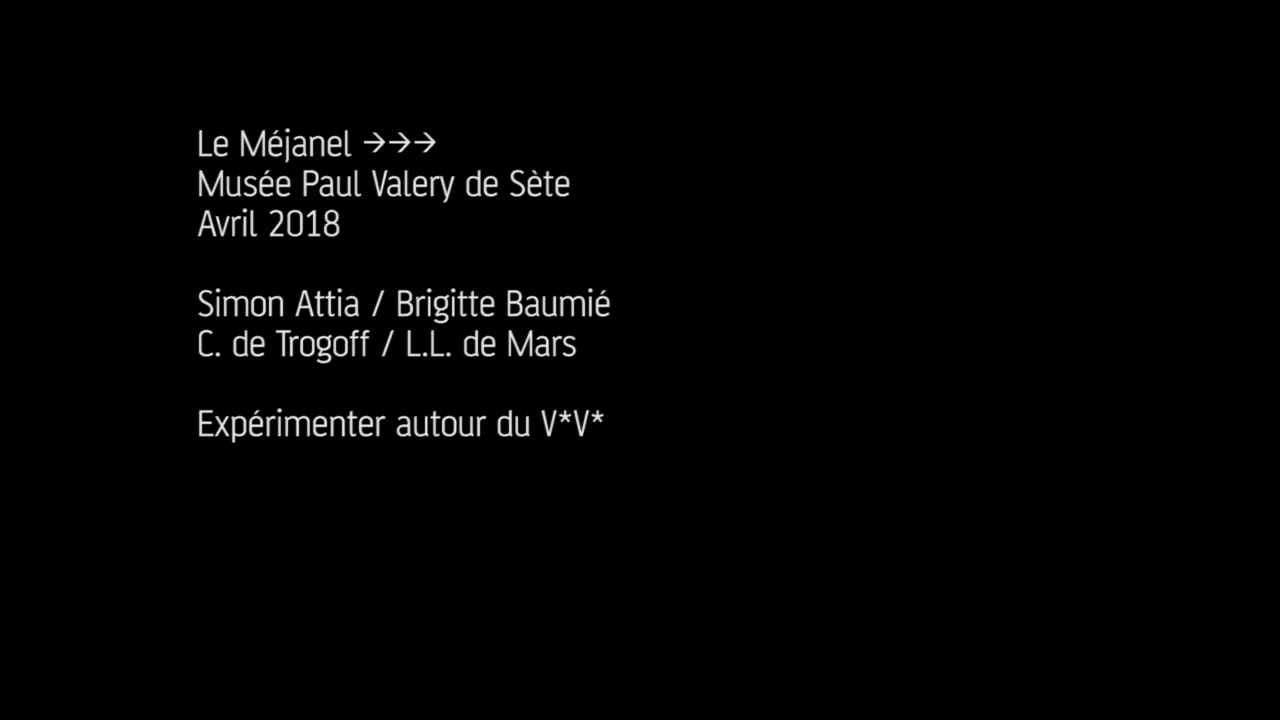 Le Méjanel →→→
Musée Paul Valery de Sète
Avril 2018
Simon Attia / Brigitte Baumié
C. de Trogoff / L.L. de Mars
Expérimenter autour du V*V*